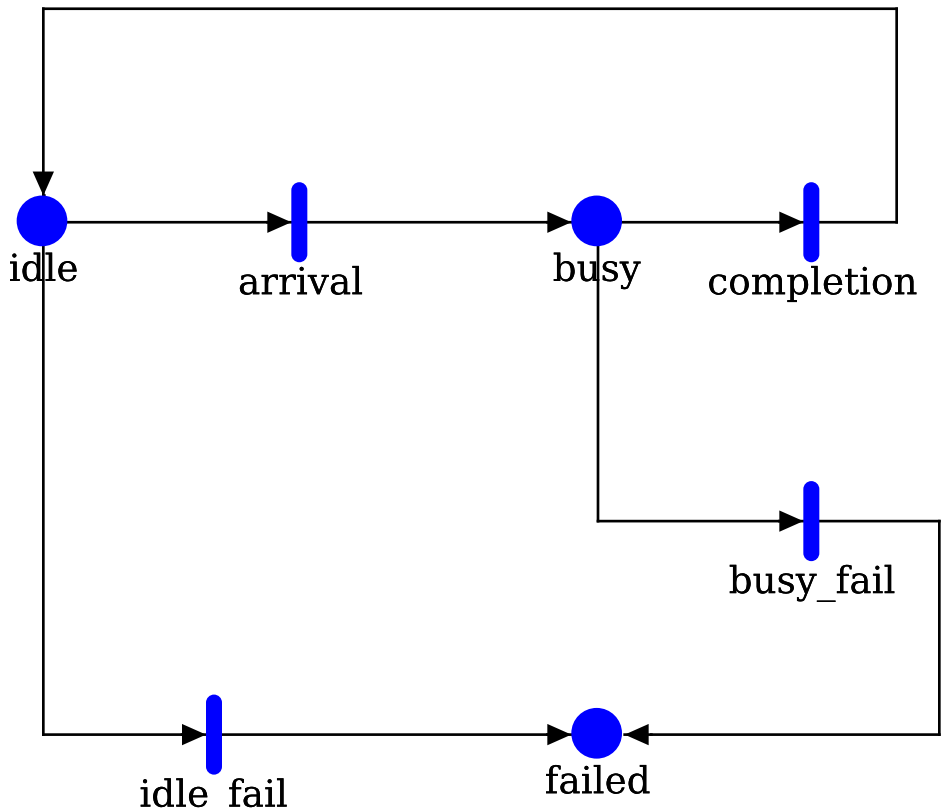 idle
arrival
busy
completion
busy_fail
idle_fail
failed